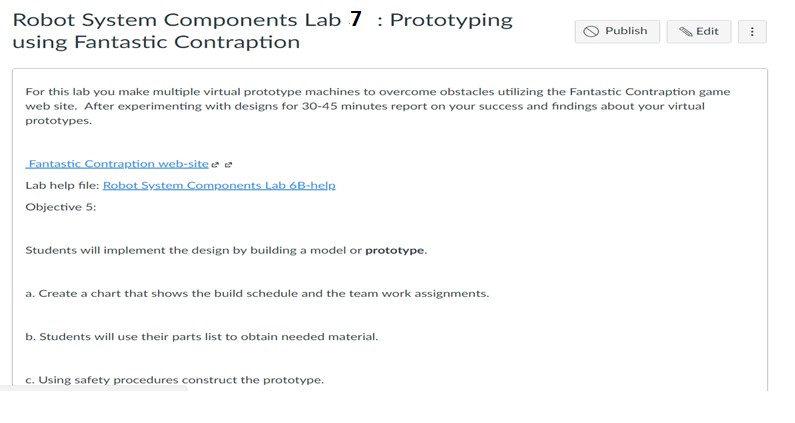 Robot System Components Lab 7 : Prototyping
using Fantastic Contraption
Publish
Edit
For this lab you make multiple virtual prototype machines to overcome obstacles utilizing the Fantastic Contraption game
web site. After experimenting with designs for 30-45 minutes report on your success and findings about your virtual
prototypes.
Fantastic Contraption web-site
Lab help file: Robot System Components Lab 6B-help
Objective 5:
Students will implement the design by building a model or prototype.
a. Create a chart that shows the build schedule and the team work assignments.
b. Students will use their parts list to obtain needed material.
c. Using safety procedures construct the prototype.